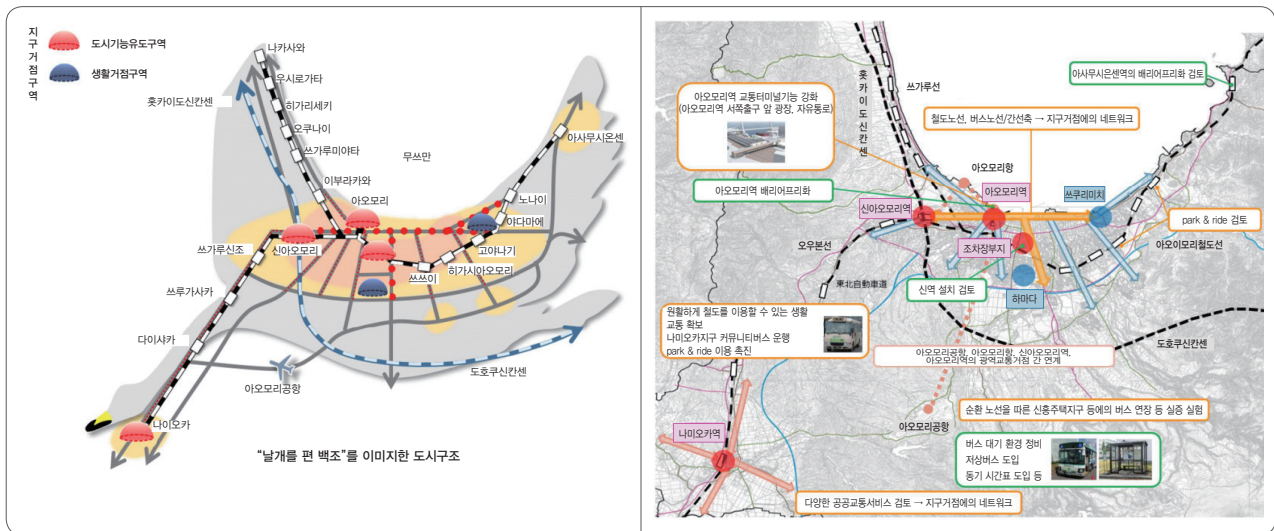 지구거점구역
도시기능유도구역
생활거점구역
나카사와
우시로가타
홋카이도신칸센
히가리세키
오쿠나이
쓰가루미야타
아사무시온센
무쓰만
이부라카와
아오모리
노나이
야다마에
쓰가루신조
신아오모리
고야나기
쓰쓰이
히가시아오모리
쓰루가사카
다이샤카
도호쿠신칸센
아오모리공항
나이오카
“날개를 편 백조”를 이미지한 도시구조
아사무시은센역의 배리어프리화 검토
홋카이도신칸센
쓰가루선
아오모리역 교통터미널기능 강화
(아오모리역 서쪽출구 앞 광장, 자유통로)
철도노선, 버스노선/간선축 → 지구거점에의 네트워크
아오모리항
아오모리역 배리어프리화
아오모리역
쓰쿠리미치
신아오모리역
park & ride 검토
조차장부지
오우본선
아오이모리철도선
東北自動車道
신역 설치 검토
하마다
원활하게 철도를 이용할 수 있는 생활
교통 확보
나미오카지구 커뮤니티버스 운행
park & ride 이용 촉진
도호쿠신칸센
아오모리공항, 아오모리항, 신아오모리역,
아오모리역의 광역교통거점 간 연계
순환 노선을 따른 신흥주택지구 등에의 버스 연장 등 실증 실험
아오모리공항
나미오카역
버스 대기 환경 정비
저상버스 도입
동기 시간표 도입 등
다양한 공공교통서비스 검토 → 지구거점에의 네트워크